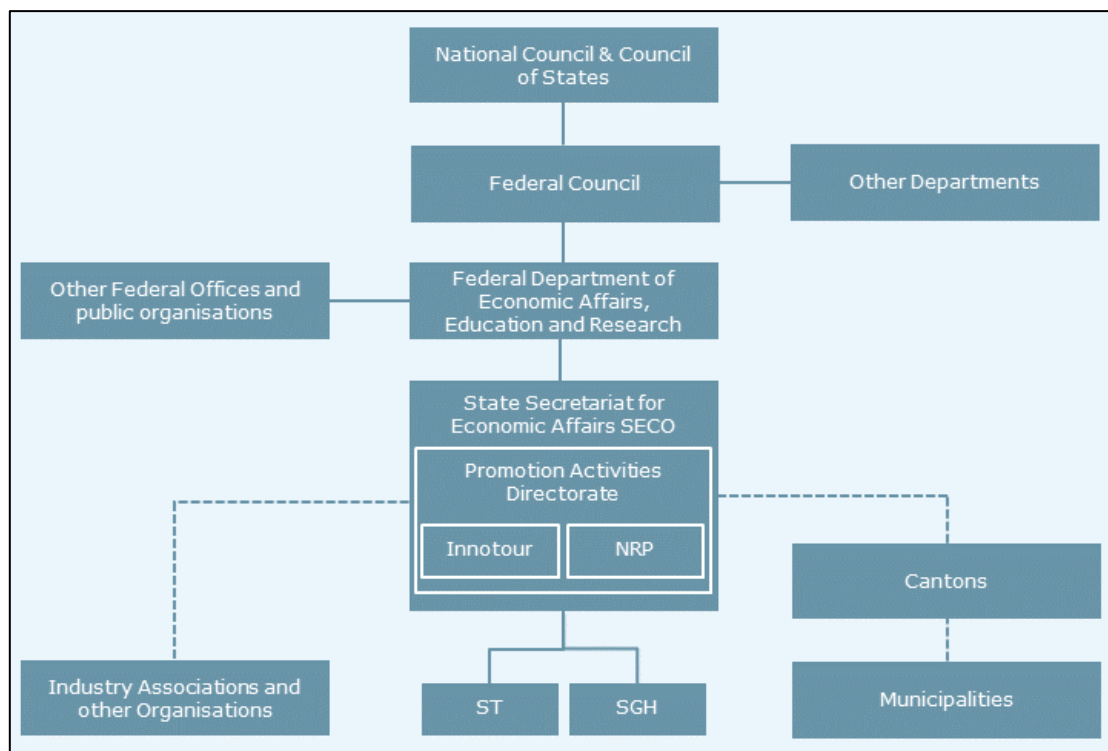 National Council & Council
of States
Federal Council
Other Departments
Other Federal Offices and
public organisations
Federal Department of
Economic Affairs,
Education and Research
State Secretariat for
Economic Affairs SECO
Promotion Activities
Directorate
Innotour
NRP
Cantons
Industry Associations and
other Organisations
ST
SGH
Municipalities